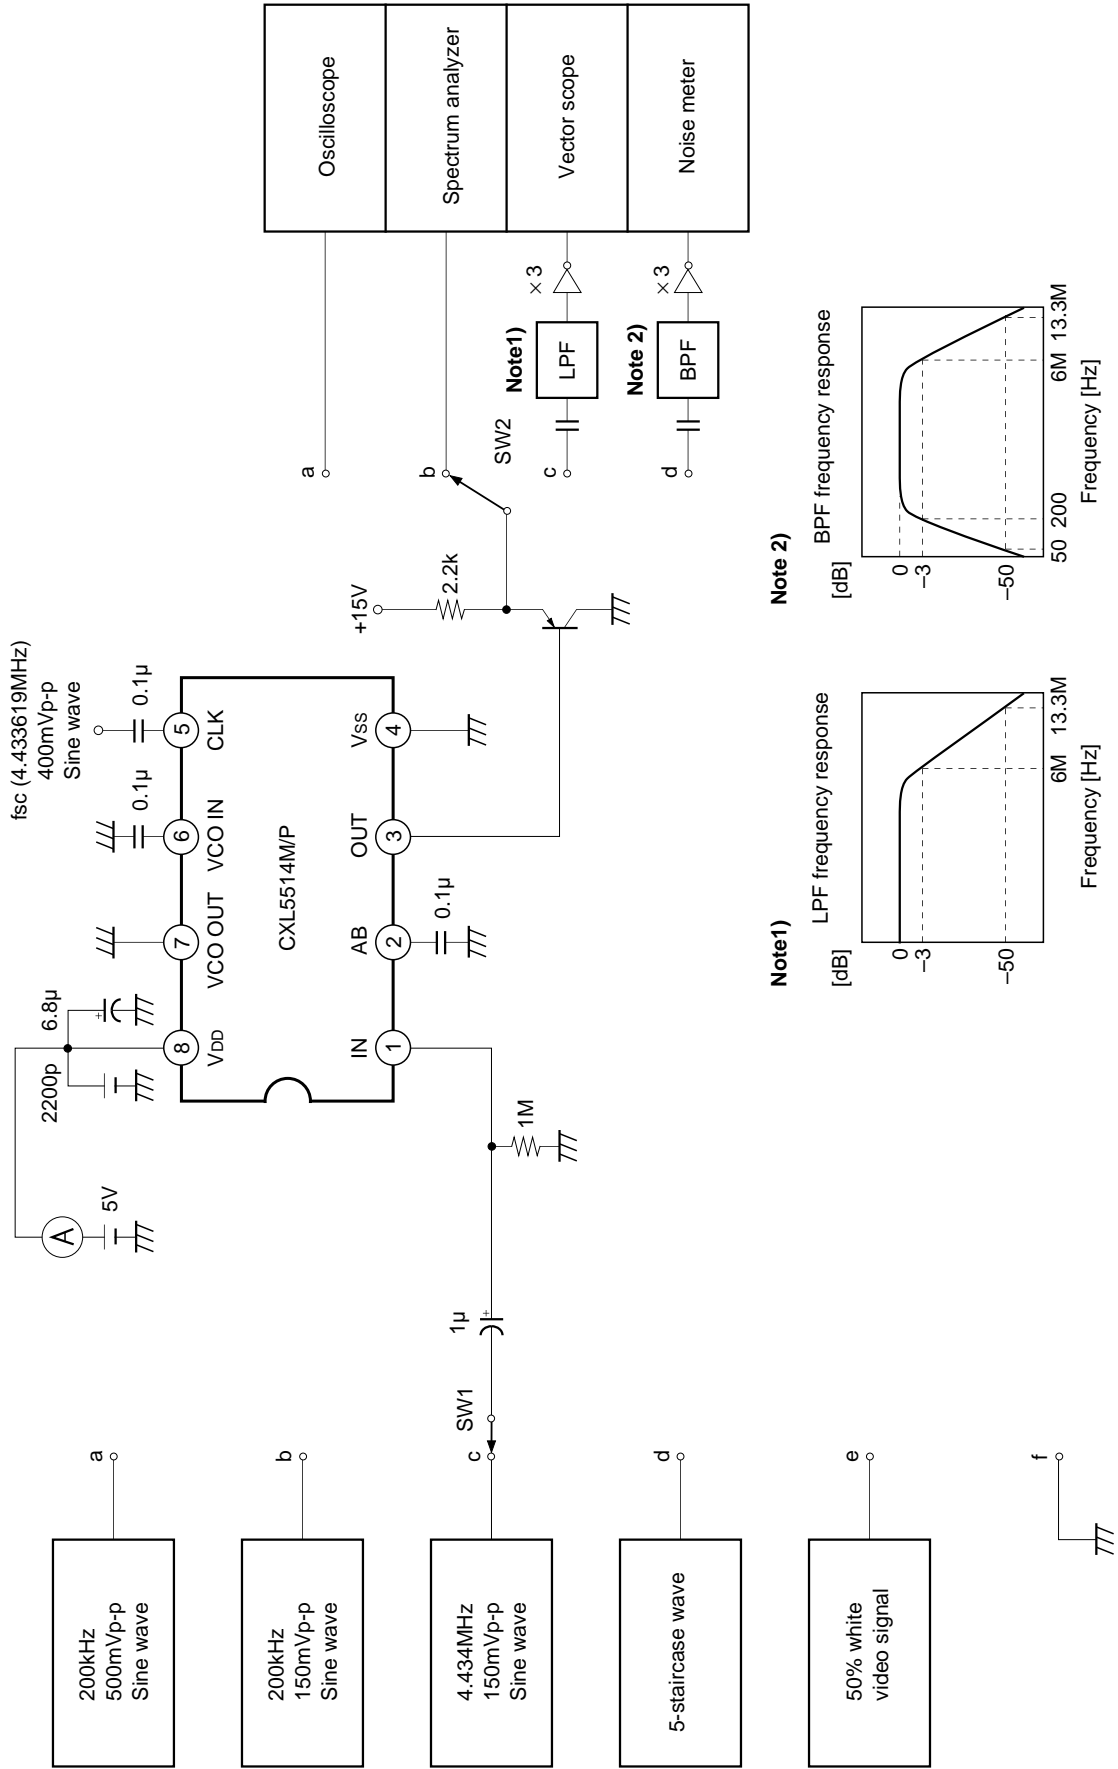 200kHz
500mVp-p
Sine wave
a
200kHz
150mVp-p
Sine wave
b
4.434MHz
150mVp-p
Sine wave
c
SW1
5-staircase wave
d
50% white
video signal
e
f
1µ
+
1M
A
5V
2200p
6.8µ
+
8
VDD
7
VCO OUT
6
VCO IN
5
CLK
0.1µ
0.1µ
fsc (4.433619MHz)
400mVp-p
Sine wave
CXL5514M/P
IN
1
AB
2
OUT
3
VSS
4
0.1µ
+15V
2.2k
a
b
SW2
c
d
Note1)
LPF
× 3
Note 2)
BPF
× 3
Oscilloscope
Spectrum analyzer
Vector scope
Noise meter
Note1)
LPF frequency response
[dB]
0
–3
–50
6M
13.3M
Frequency [Hz]
Note 2)
BPF frequency response
[dB]
0
–3
–50
50
200
6M
13.3M
Frequency [Hz]